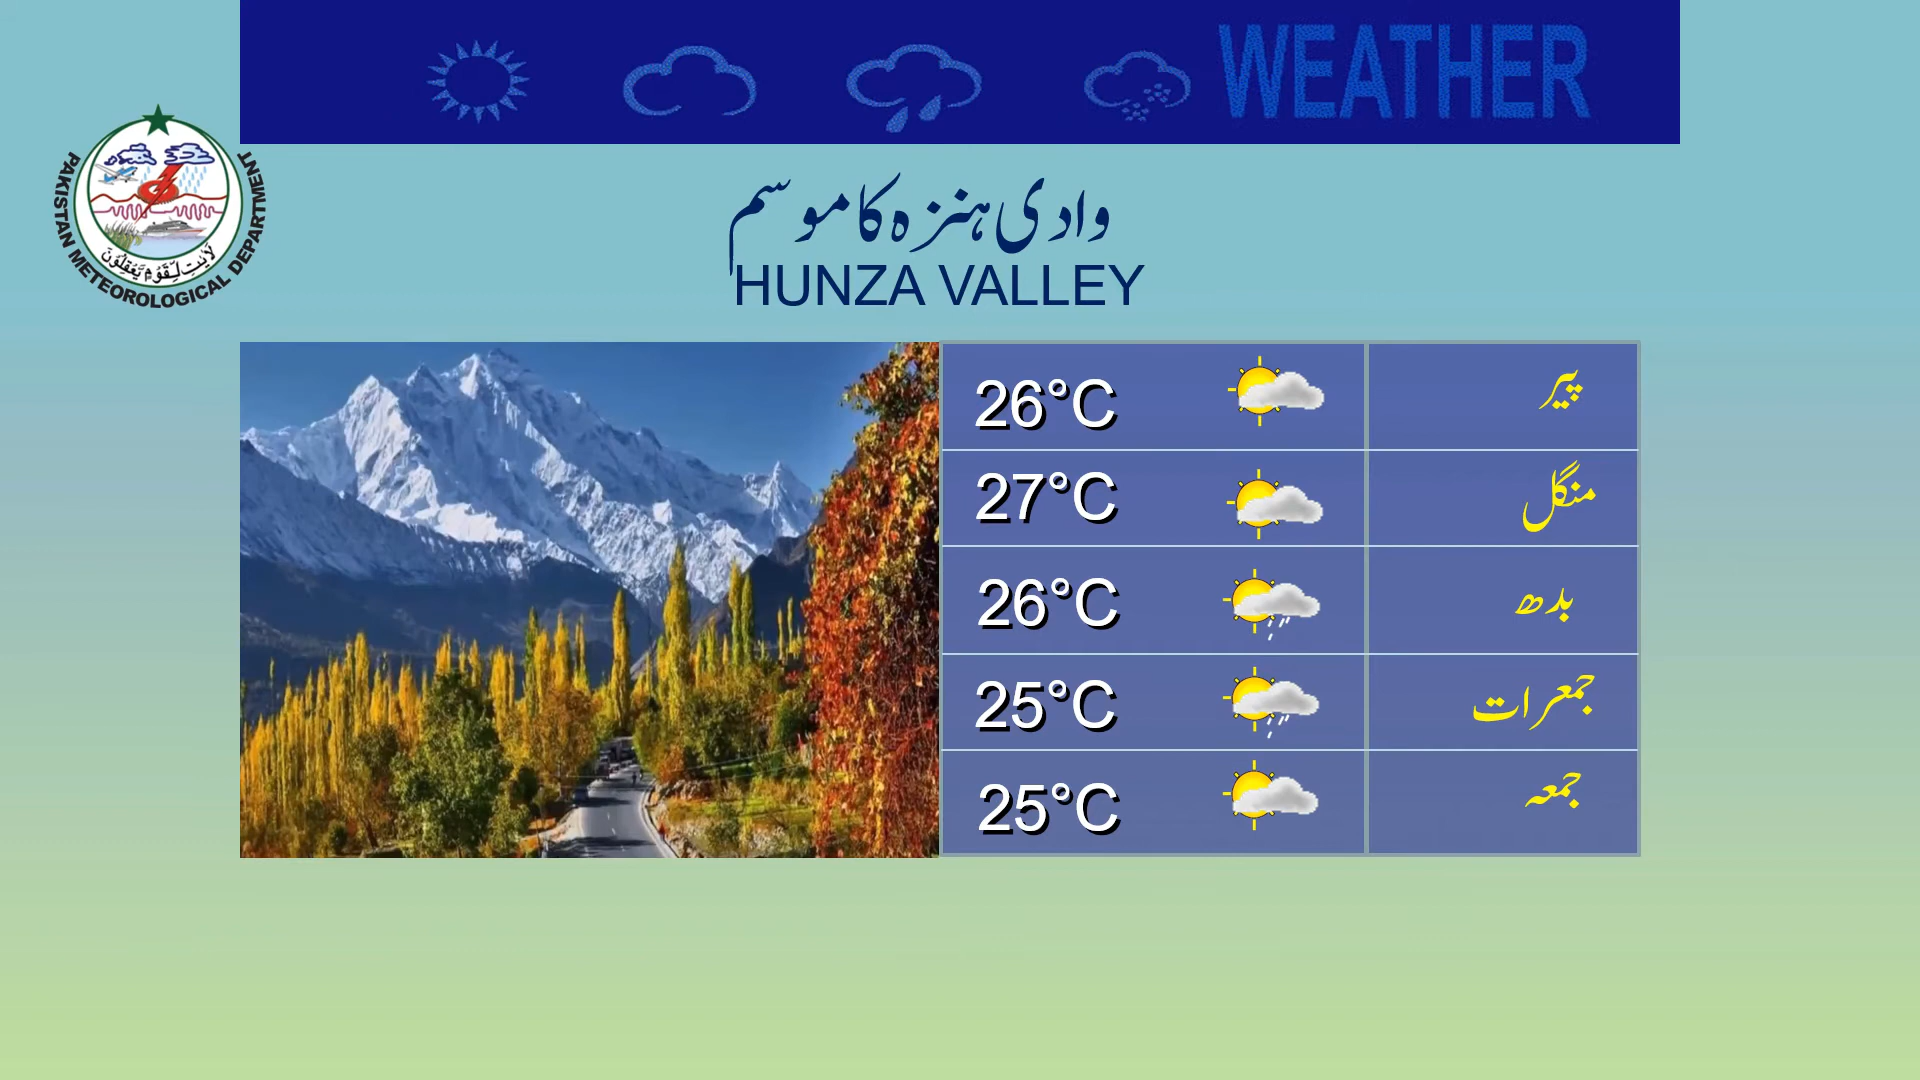 WEATHER
PAKISTAN METEOROLOGICAL DEPARTMENT
لَاٰیٰتٍ لِّقَوْمٍ یَّعْقِلُوْنَ
وادی ہنزہ کا موسم
HUNZA VALLEY
26°C پیر
27°C منگل
26°C بدھ
25°C جمعرات
25°C جمعہ